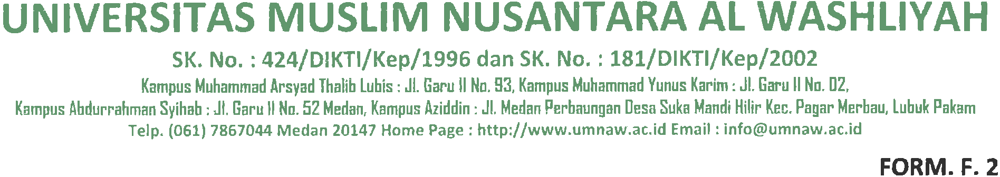 UNIVERSITAS MUSLIM NUSANTARA AL WASHLIYAH
SK. No. : 424/DIKTI/Kep/1996 dan SK. No. : 181/DIKTI/Kep/2002
Kampus Muhammad Arsyad Thalib Lubis : Jl. Garu II No. 93, Kampus Muhammad Yunus Karim : Jl. Garu II No. 02,
Kampus Abdurrahman Syihab : Jl. Garu II No. 52 Medan, Kampus Aziddin : Jl. Medan Perbaungan Desa Suka Mandi Hilir Kec. Pagar Merbau, Lubuk Pakam
Telp. (061) 7867044 Medan 20147 Home Page : http://www.umnaw.ac.id Email : info@umnaw.ac.id
FORM. F. 2